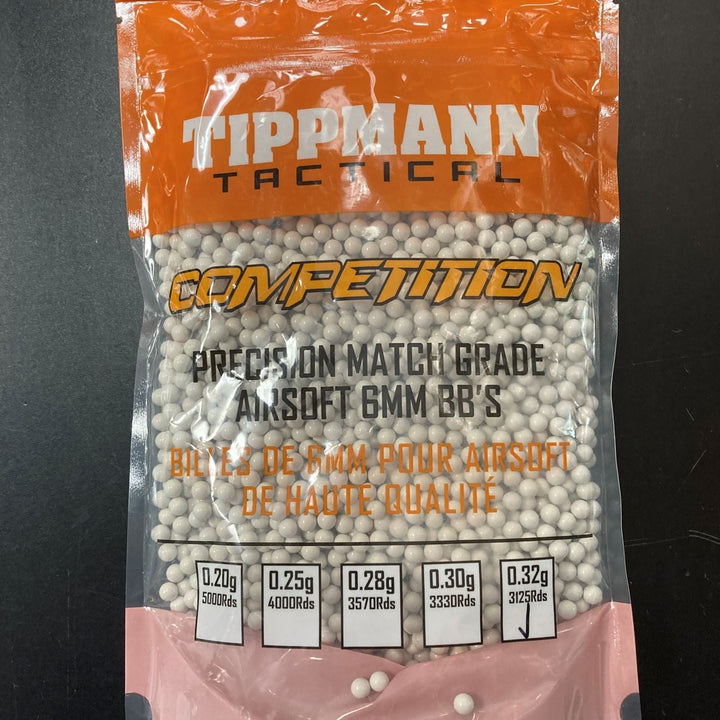 TIPPMANN®
TACTICAL
COMPETITION
PRECISION MATCH GRADE
AIRSOFT 6MM BB'S
BILLES DE 6MM POUR AIRSOFT
DE HAUTE QUALITÉ
0.20g 0.25g 0.28g 0.30g 0.32g
5000Rds 4000Rds 3570Rds 3330Rds 3125Rds